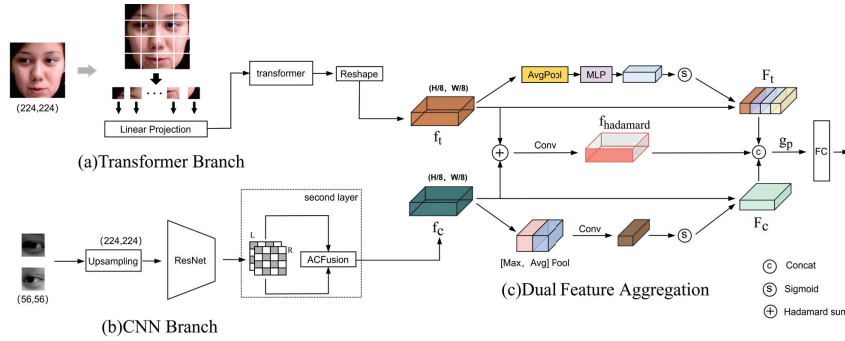 (224,224)
Linear Projection
transformer
Reshape
(a)Transformer Branch
(H/8, W/8)
f_t
AvgPool
MLP
S
F_t
f_hadamard
Conv
C
g_p
FC
(H/8, W/8)
f_c
[Max, Avg] Pool
Conv
S
F_c
(c)Dual Feature Aggregation
(56,56)
(224,224)
Upsampling
ResNet
second layer
L
R
ACFusion
(b)CNN Branch
C Concat
S Sigmoid
+ Hadamard sum